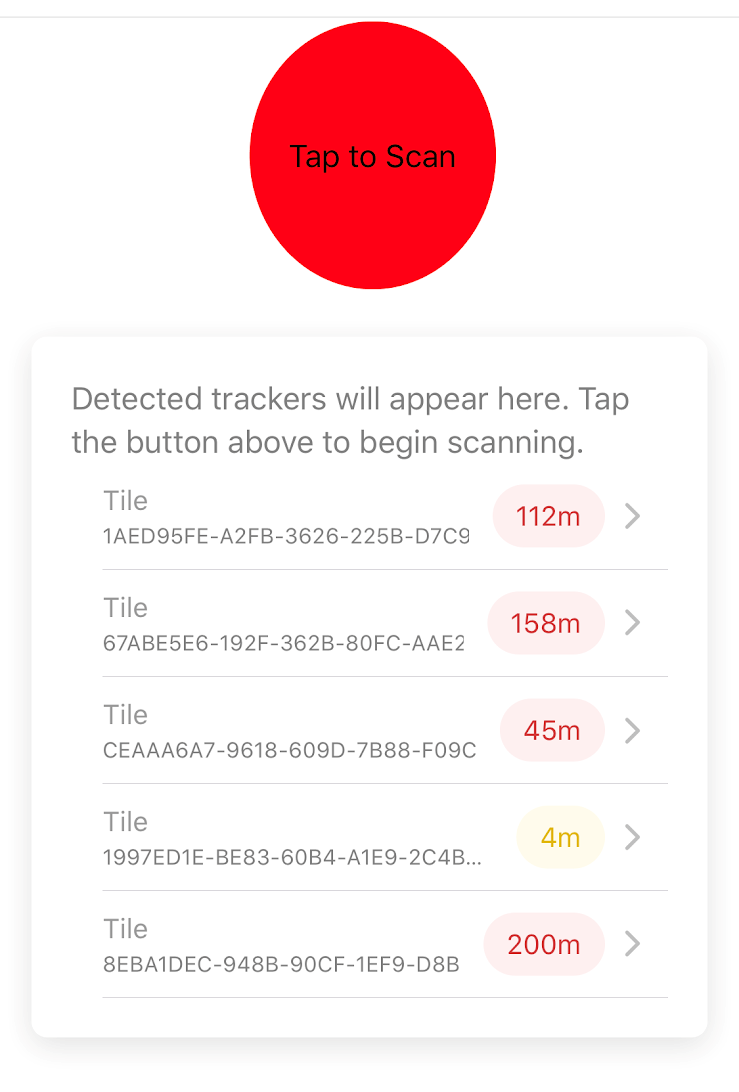 Tap to Scan
Detected trackers will appear here. Tap
the button above to begin scanning.
Tile
1AED95FE-A2FB-3626-225B-D7C9
112m
Tile
67ABE5E6-192F-362B-80FC-AAE2
158m
Tile
CEAAA6A7-9618-609D-7B88-F09C
45m
Tile
1997ED1E-BE83-60B4-A1E9-2C4B...
4m
Tile
8EBA1DEC-948B-90CF-1EF9-D8B
200m